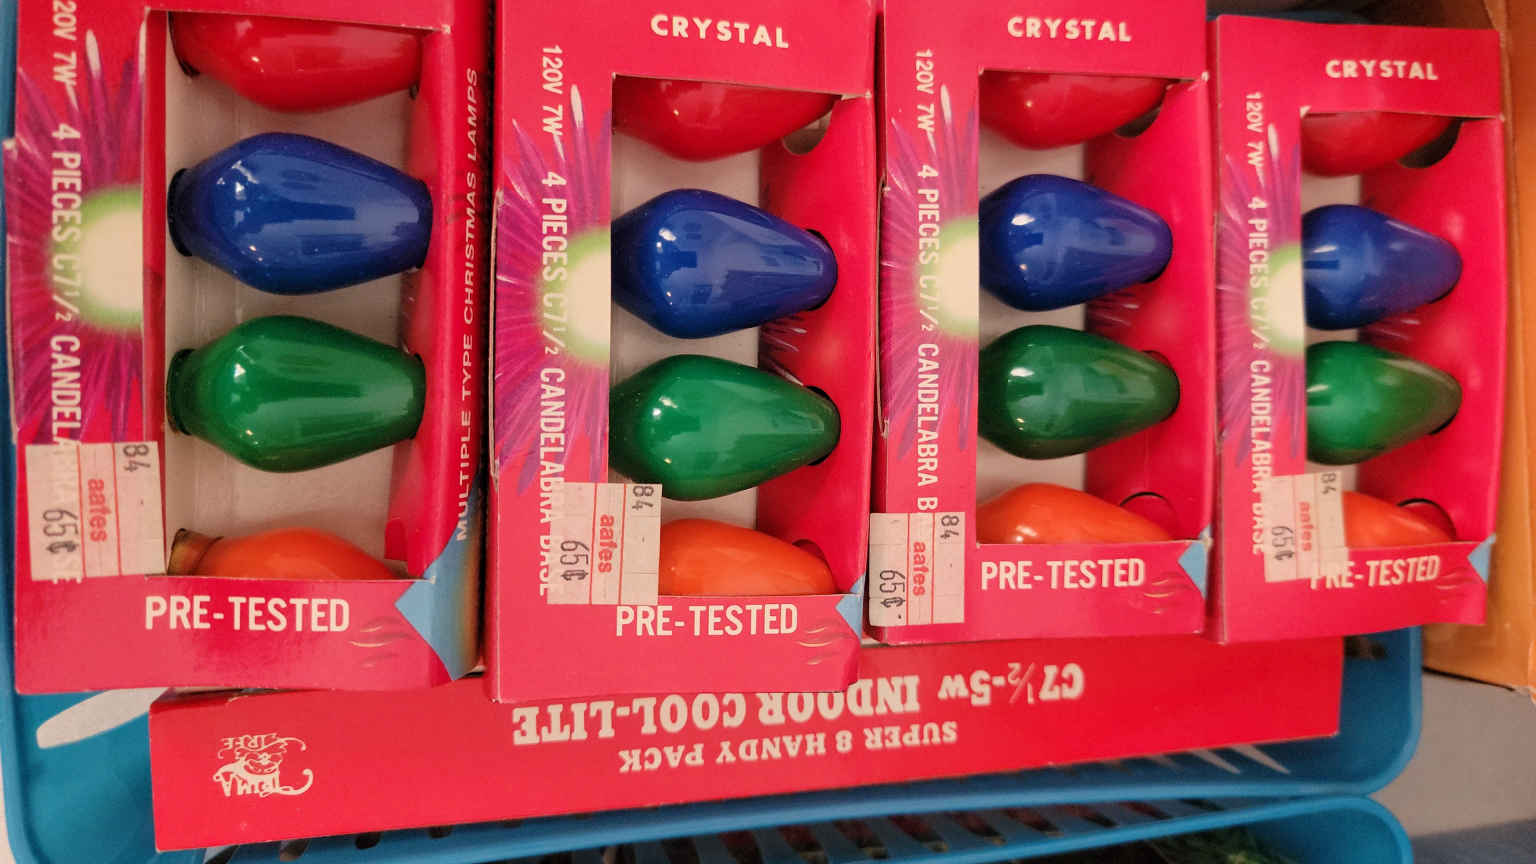 20V 7W 4 PIECES C7½ CANDELABRA BASE
MULTIPLE TYPE CHRISTMAS LAMPS
84
aafes
65¢
PRE-TESTED
CRYSTAL
120V 7W 4 PIECES C7½ CANDELABRA BASE
84
aafes
65¢
PRE-TESTED
CRYSTAL
120V 7W 4 PIECES C7½ CANDELABRA B
84
aafes
65¢
PRE-TESTED
CRYSTAL
120V 7W 4 PIECES C7½ CANDELABRA BASE
84
aafes
65¢
PRE-TESTED
SUPER 8 HANDY PACK
C7½-5w INDOOR COOL-LITE